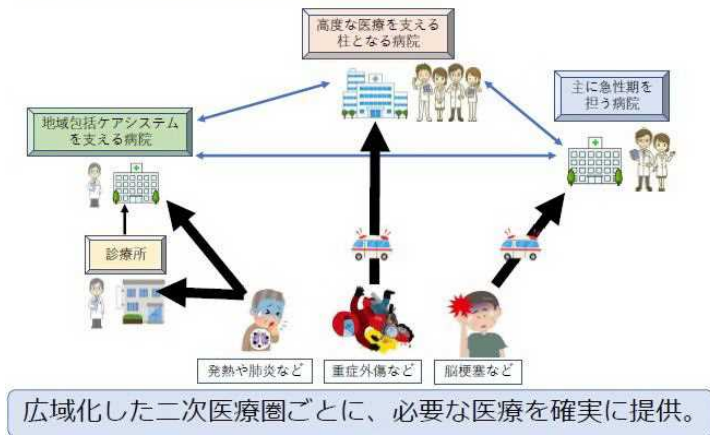 高度な医療を支える
柱となる病院
主に急性期を
担う病院
地域包括ケアシステム
を支える病院
診療所
発熱や肺炎など
重症外傷など
脳梗塞など
広域化した二次医療圏ごとに、必要な医療を確実に提供。